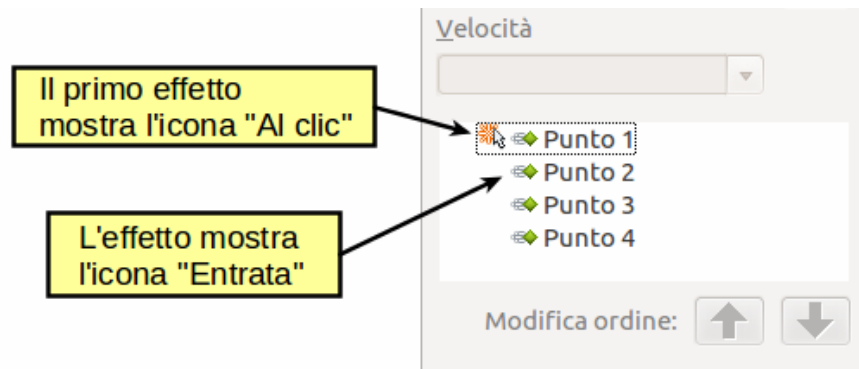 Velocità
Il primo effetto
mostra l'icona "Al clic"
Punto 1
Punto 2
Punto 3
Punto 4
L'effetto mostra
l'icona "Entrata"
Modifica ordine: